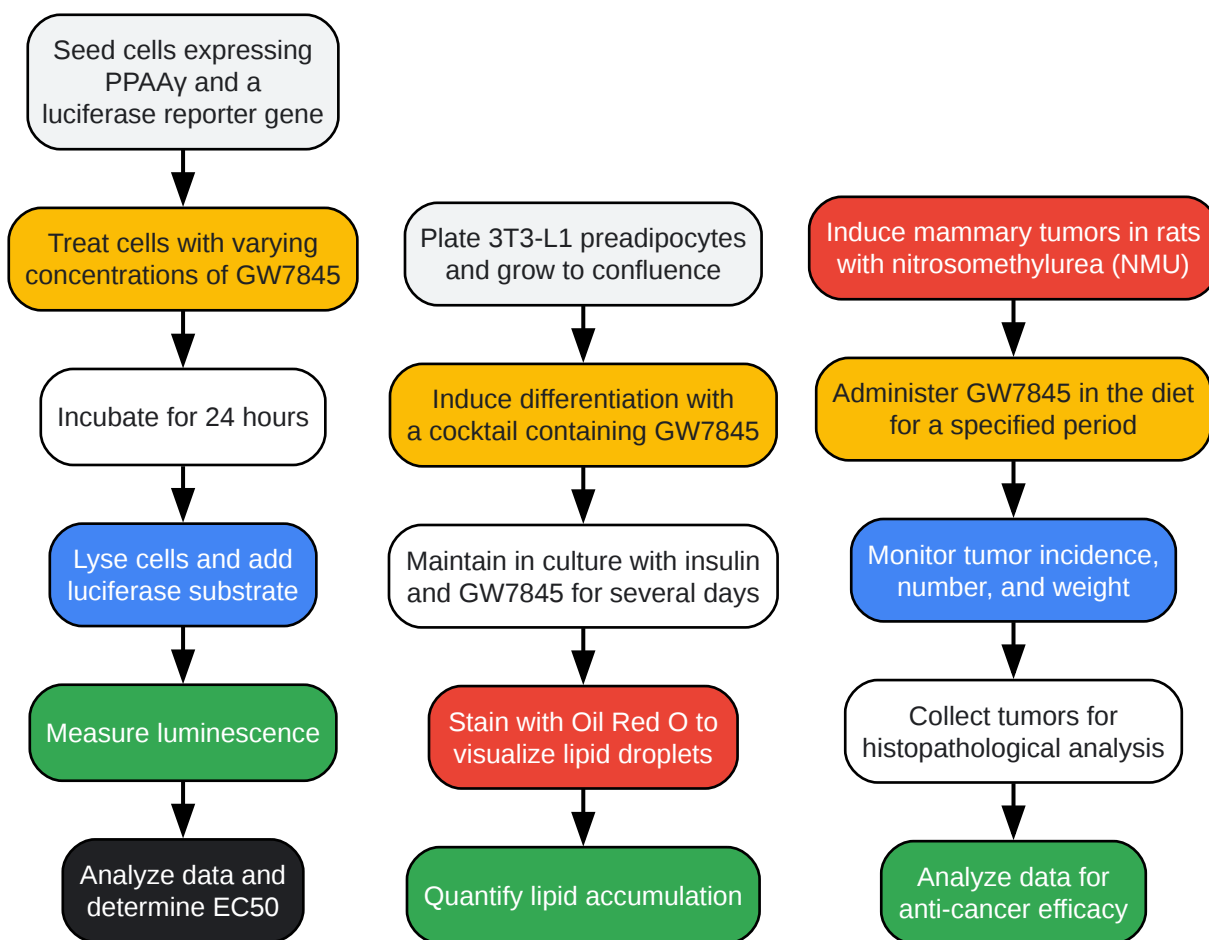 Seed cells expressing
PPAAγ and a
luciferase reporter gene
Treat cells with varying
concentrations of GW7845
Incubate for 24 hours
Lyse cells and add
luciferase substrate
Measure luminescence
Analyze data and
determine EC50
Plate 3T3-L1 preadipocytes
and grow to confluence
Induce differentiation with
a cocktail containing GW7845
Maintain in culture with insulin
and GW7845 for several days
Stain with Oil Red O to
visualize lipid droplets
Quantify lipid accumulation
Induce mammary tumors in rats
with nitrosomethylurea (NMU)
Administer GW7845 in the diet
for a specified period
Monitor tumor incidence,
number, and weight
Collect tumors for
histopathological analysis
Analyze data for
anti-cancer efficacy